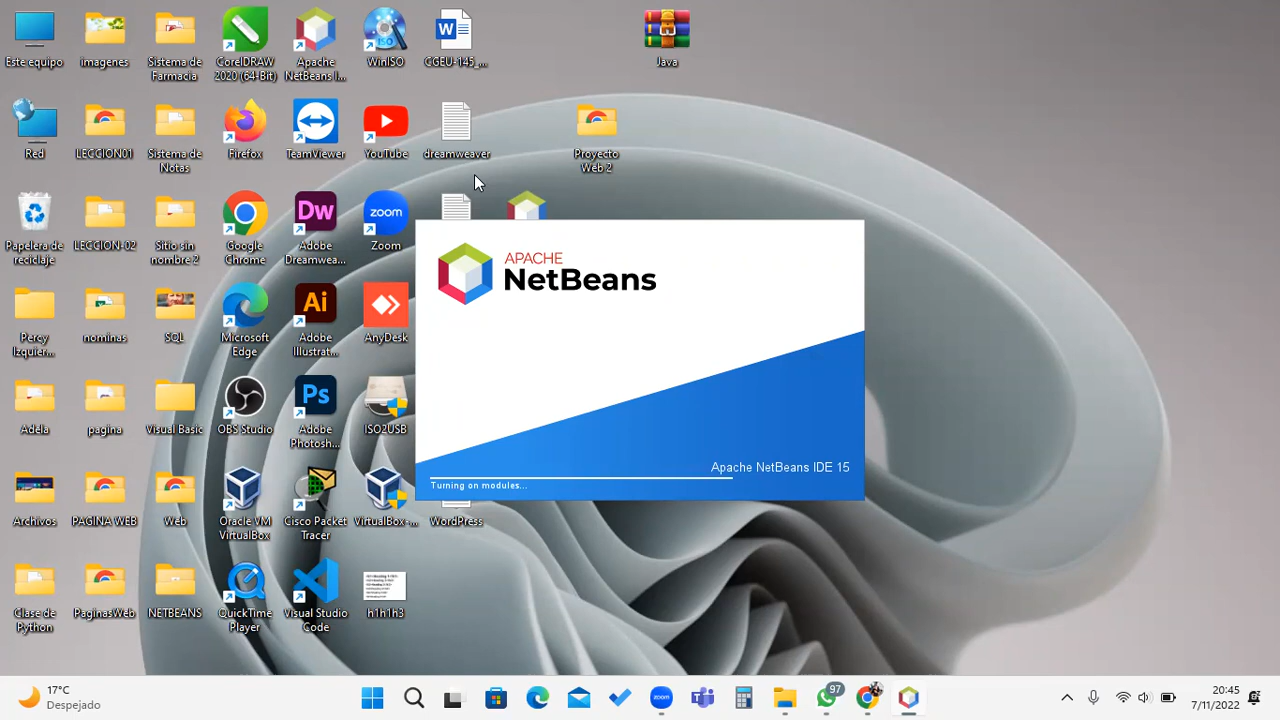 Este equipo
imagenes
Sistema de
Farmacia
CorelDRAW
2020 (64-Bit)
Apache
NetBeans I...
WinISO
CGEU-145_...
Java
Red
LECCION01
Sistema de
Notas
Firefox
TeamViewer
YouTube
dreamweaver
Proyecto
Web 2
Papelera de
reciclaje
LECCION-02
Sitio sin
nombre 2
Google
Chrome
Adobe
Dreamwea...
zoom
Zoom
Percy
Izquier...
nominas
SQL
Microsoft
Edge
Adobe
Illustrat...
AnyDesk
Adela
pagina
Visual Basic
OBS Studio
Adobe
Photosh...
ISO2USB
Archivos
PAGINA WEB
Web
Oracle VM
VirtualBox
Cisco Packet
Tracer
VirtualBox-...
WordPress
Clase de
Python
PaginasWeb
NETBEANS
QuickTime
Player
Visual Studio
Code
h1h1h3
APACHE
NetBeans
Apache NetBeans IDE 15
Turning on modules...
17°C
Despejado
97
20:45
7/11/2022